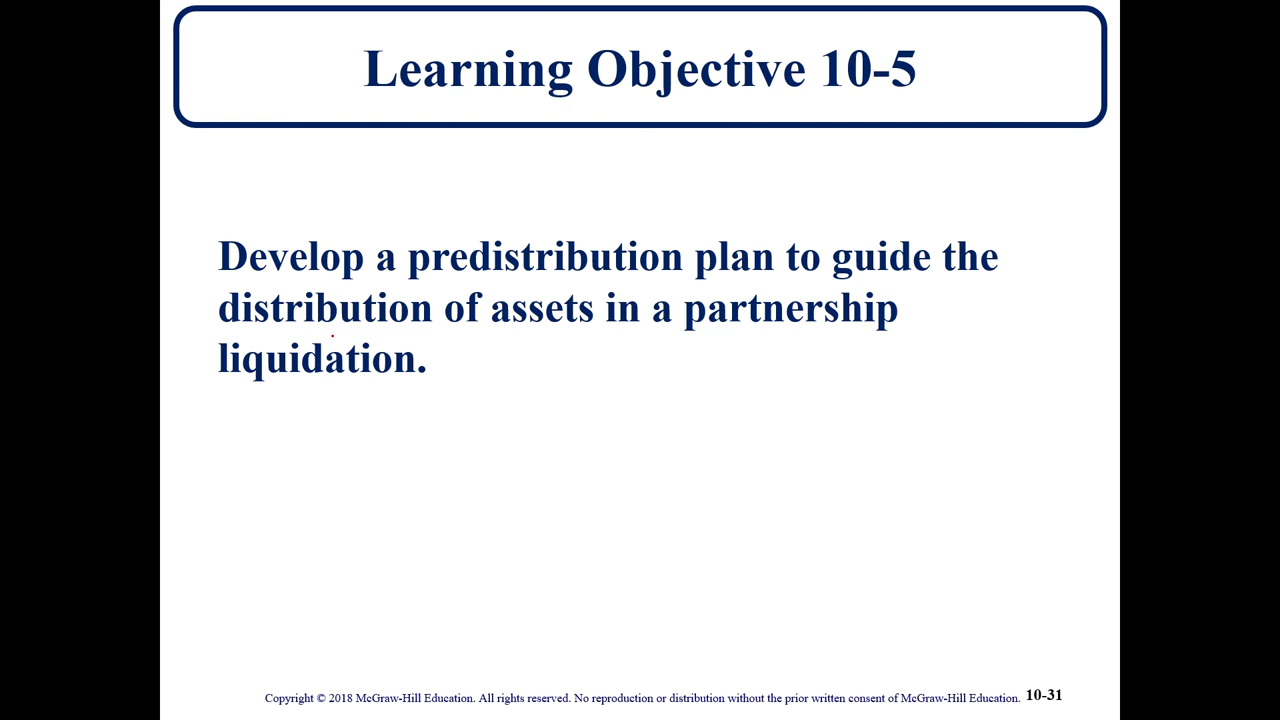 Learning Objective 10-5
Develop a predistribution plan to guide the
distribution of assets in a partnership
liquidation.
Copyright © 2018 McGraw-Hill Education. All rights reserved. No reproduction or distribution without the prior written consent of McGraw-Hill Education. 10-31